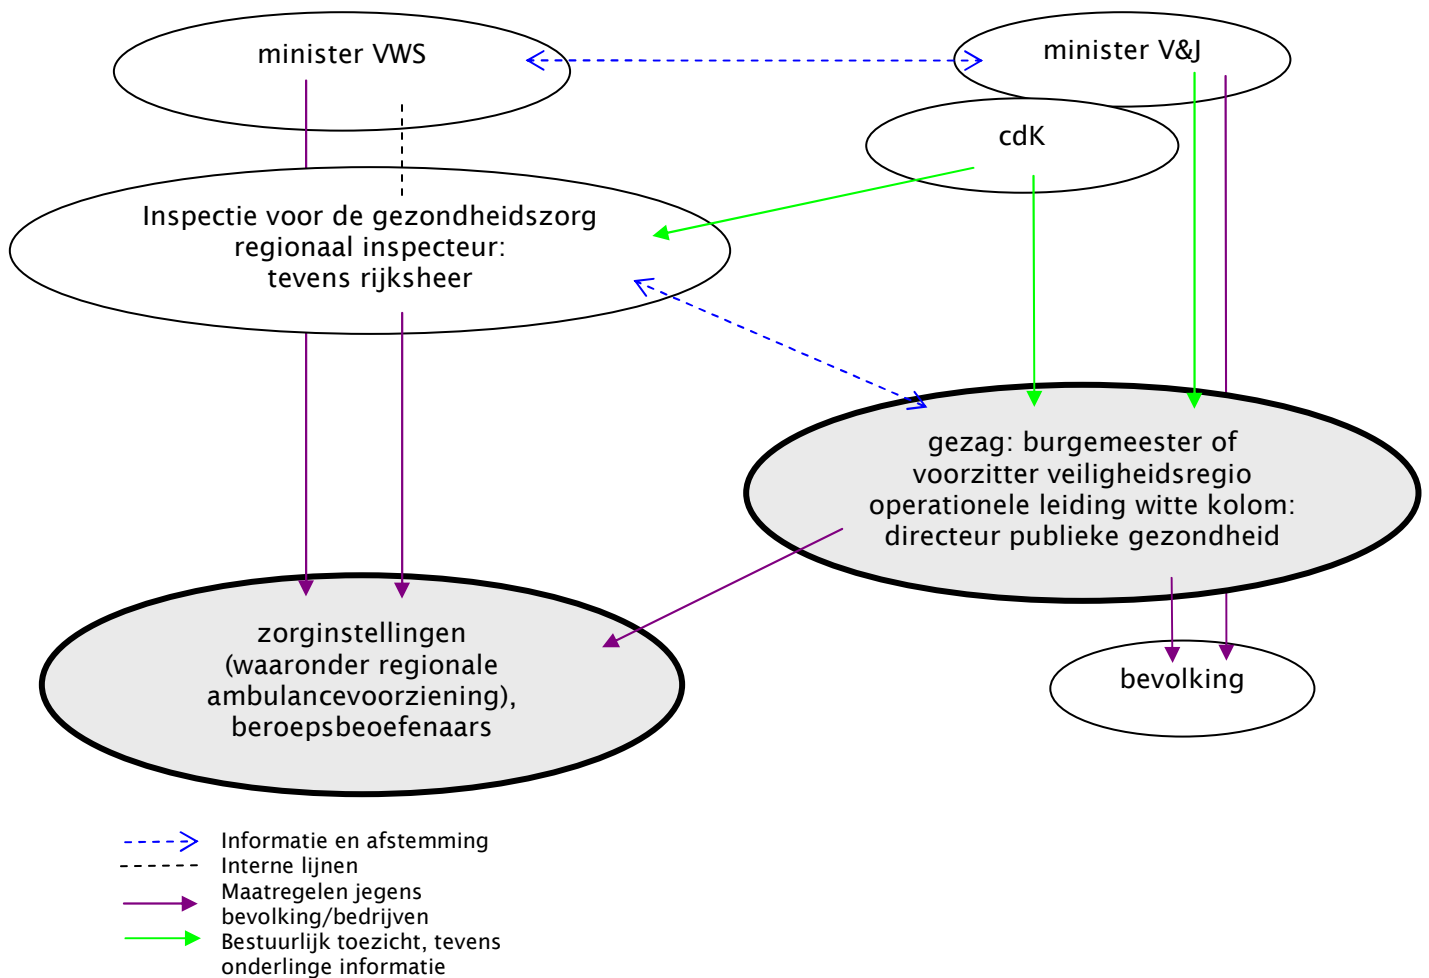 minister VWS
minister V&J
cdK
Inspectie voor de gezondheidszorg
regionaal inspecteur:
tevens rijksheer
gezag: burgemeester of
voorzitter veiligheidsregio
operationele leiding witte kolom:
directeur publieke gezondheid
zorginstellingen
(waaronder regionale
ambulancevoorziening),
beroepsbeoefenaars
bevolking
Informatie en afstemming
Interne lijnen
Maatregelen jegens
bevolking/bedrijven
Bestuurlijk toezicht, tevens
onderlinge informatie